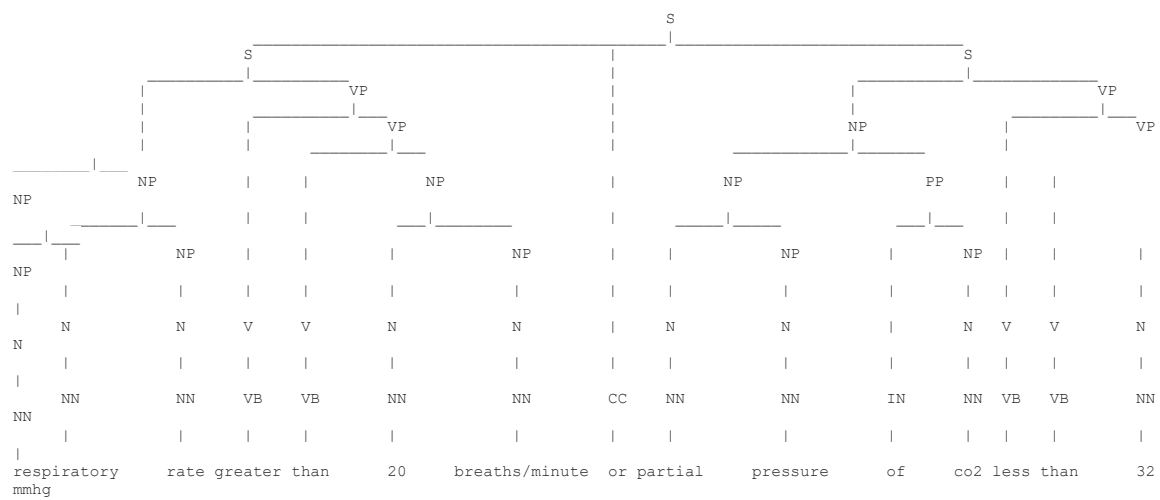 S
S S
VP VP
VP NP VP
NP NP NP PP
NP
NP NP NP NP
NP
N N V V N N N N N V V N
N
NN NN VB VB NN NN CC NN NN IN NN VB VB NN
NN
respiratory rate greater than 20 breaths/minute or partial pressure of co2 less than 32
mmhg